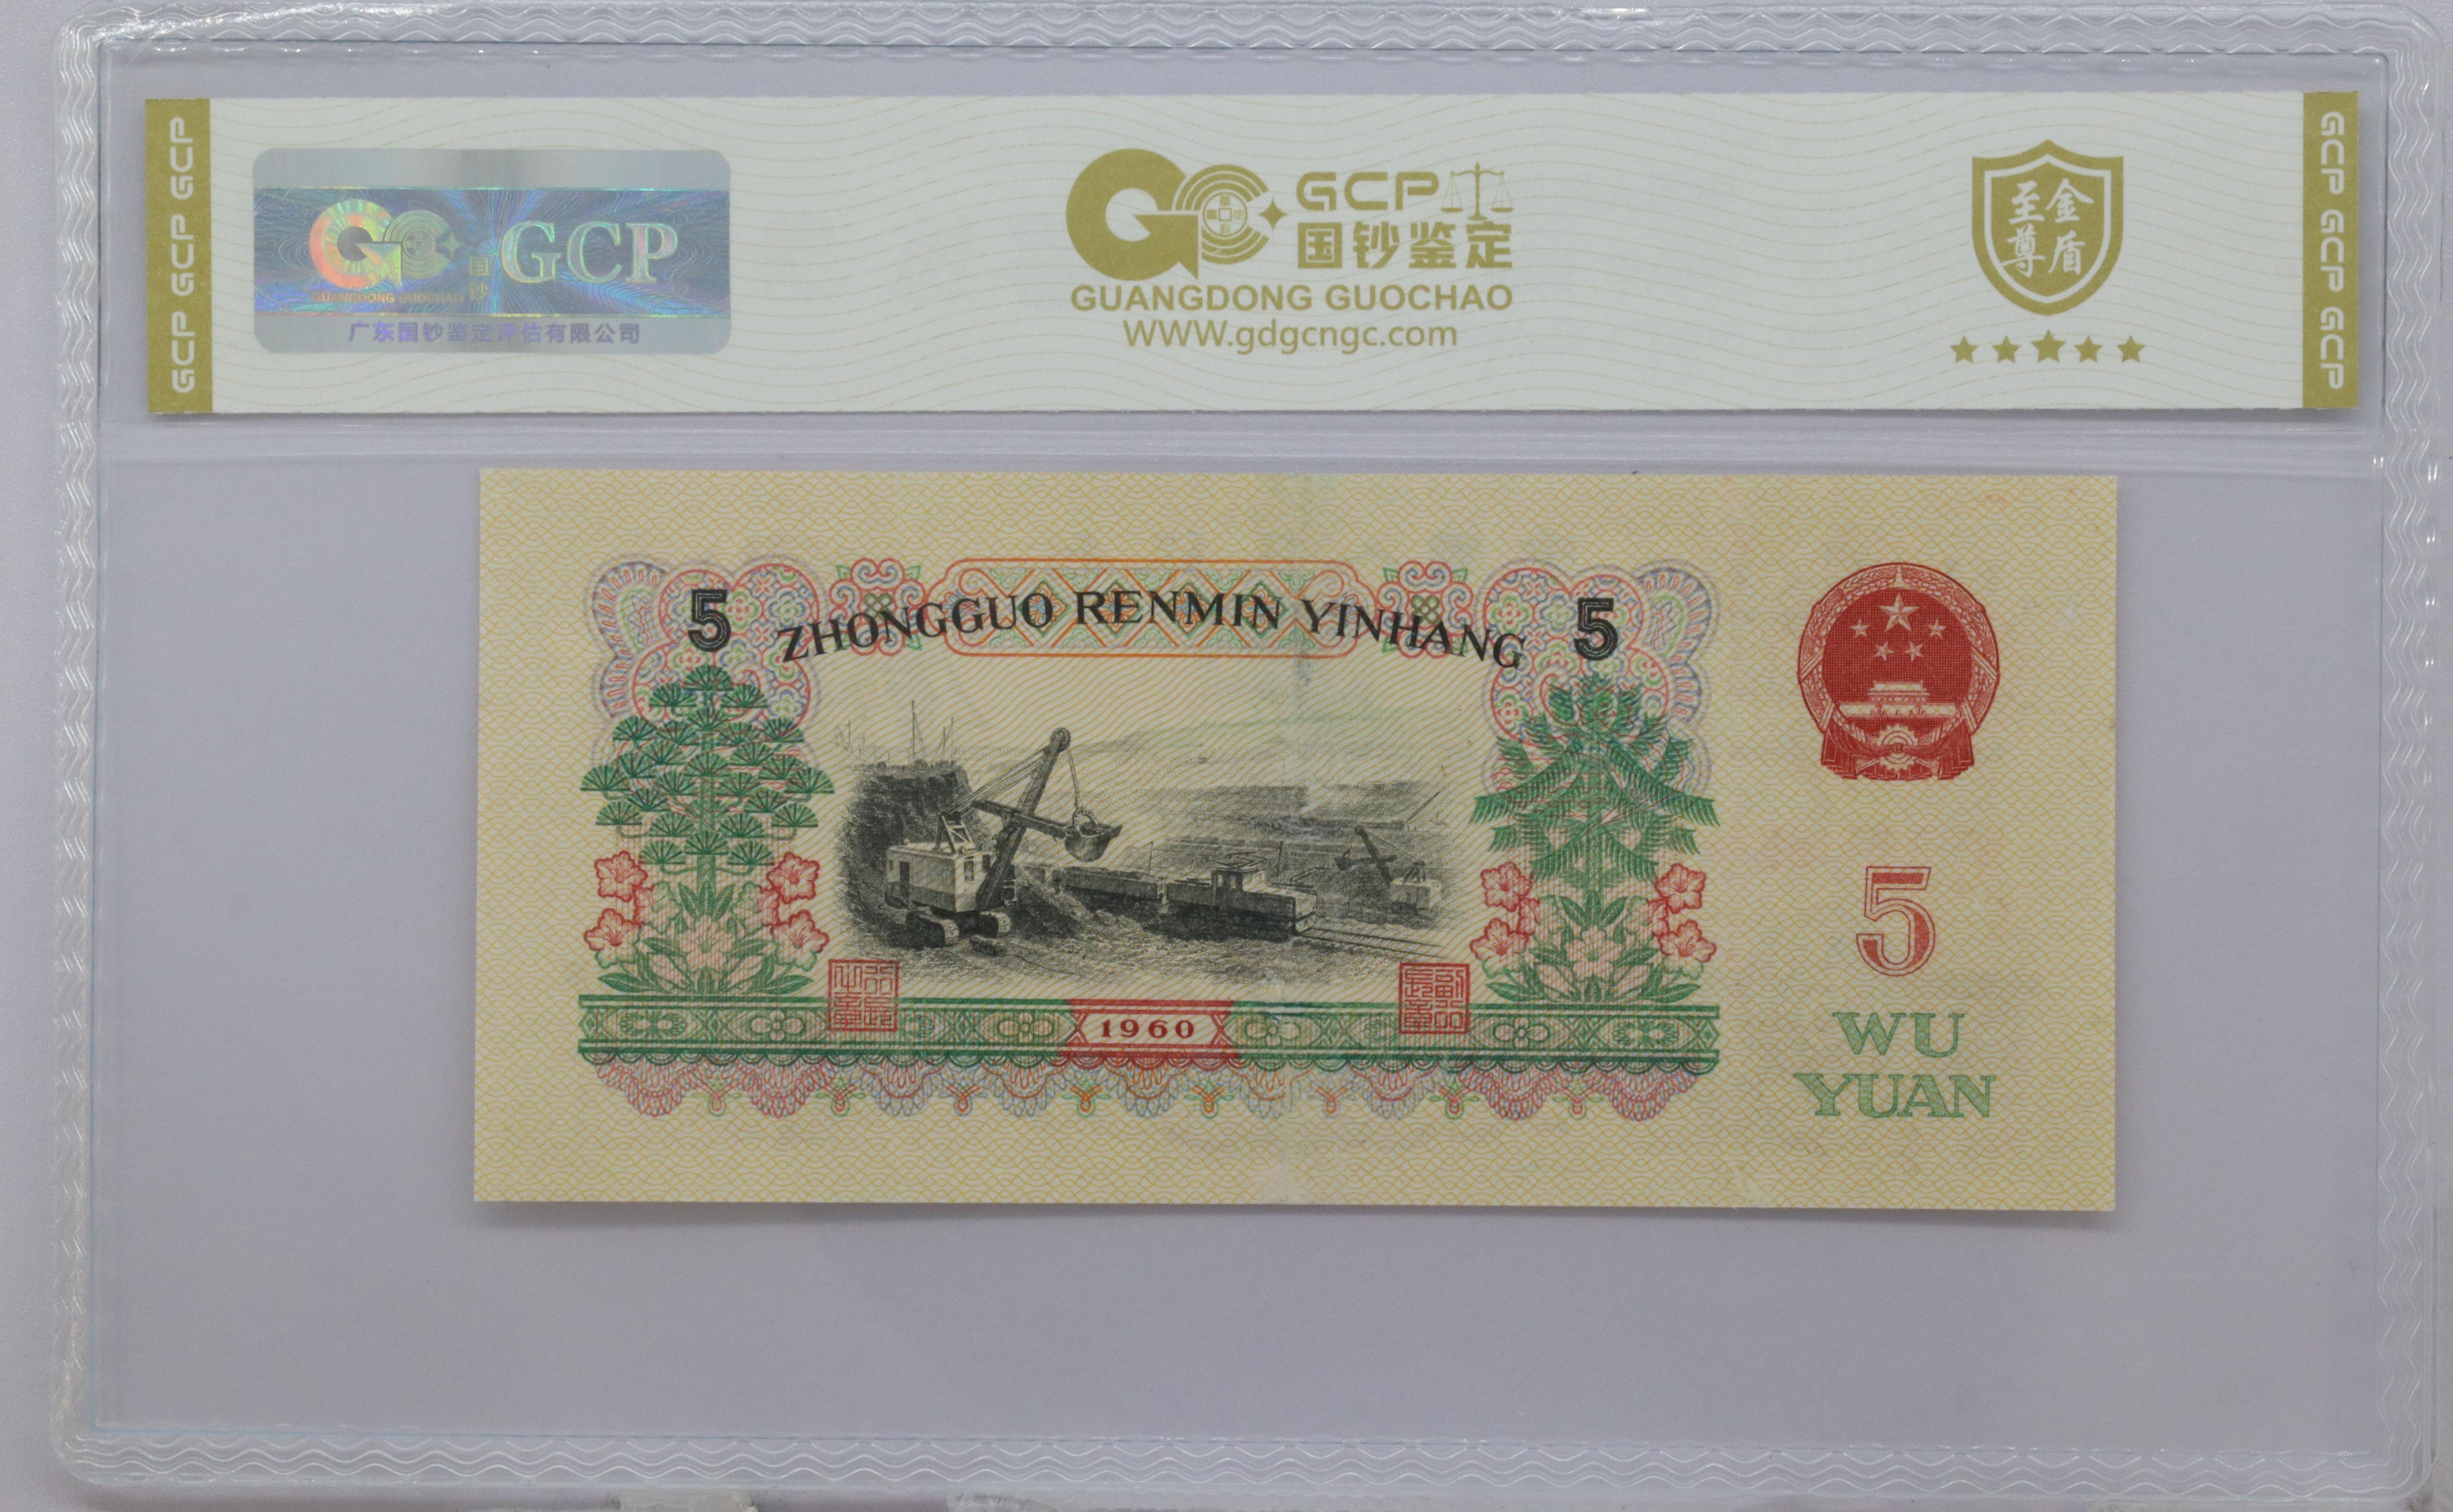 GCP GCP GCP
GCP
国钞
GUANGDONG GUOCHAO
广东国钞鉴定评估有限公司
GCP
国钞鉴定
GUANGDONG GUOCHAO
WWW.gdgcngc.com
至金
尊盾
GCP GCP GCP
5 ZHONGGUO RENMIN YINHANG 5
5
1960
WU
YUAN